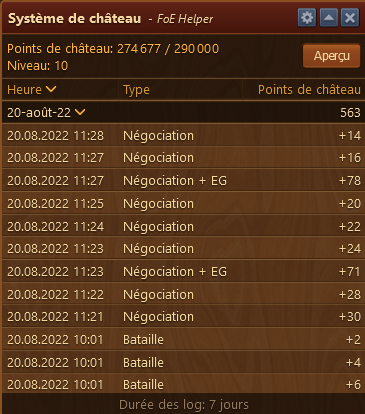 Système de château - FoE Helper
Points de château: 274 677 / 290 000
Niveau: 10
Aperçu
Heure Type Points de château
20-août-22 563
20.08.2022 11:28 Négociation +14
20.08.2022 11:27 Négociation +16
20.08.2022 11:27 Négociation + EG +78
20.08.2022 11:25 Négociation +20
20.08.2022 11:24 Négociation +22
20.08.2022 11:23 Négociation +24
20.08.2022 11:23 Négociation + EG +71
20.08.2022 11:22 Négociation +28
20.08.2022 11:21 Négociation +30
20.08.2022 10:01 Bataille +2
20.08.2022 10:01 Bataille +4
20.08.2022 10:01 Bataille +6
Durée des log: 7 jours